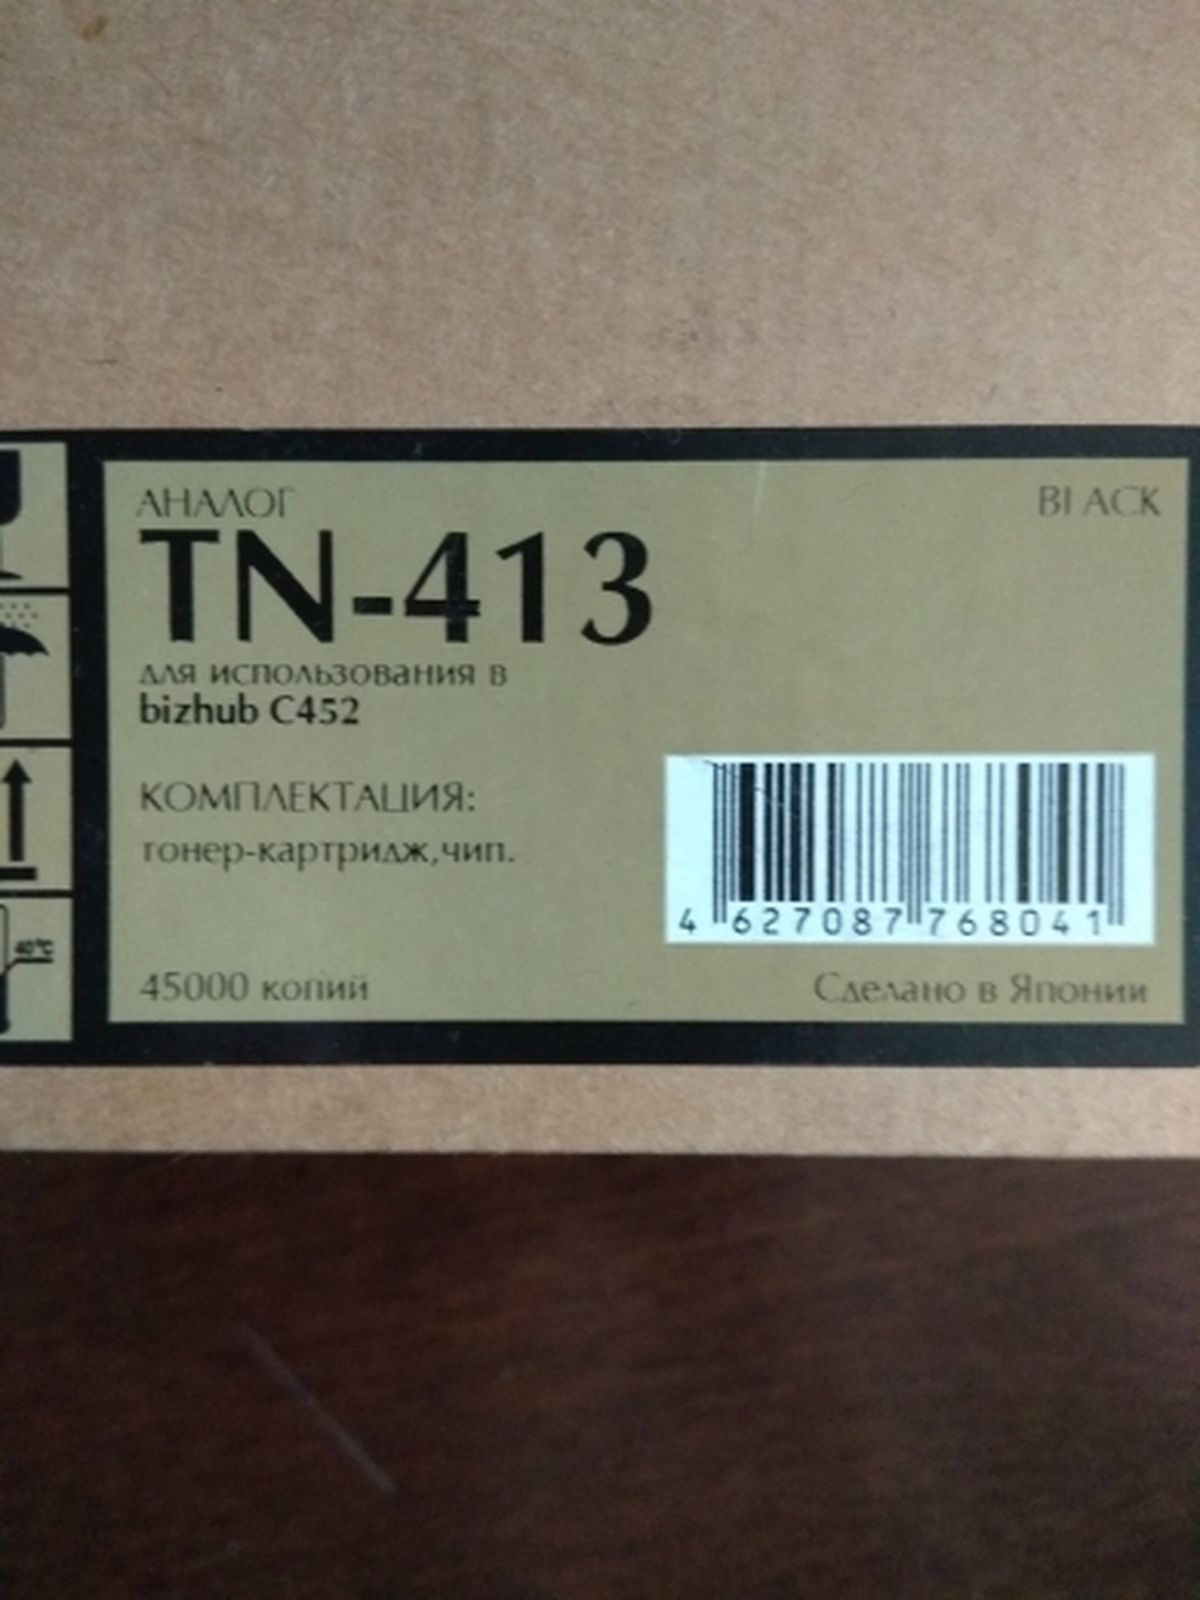 АНАЛОГ
BLACK
TN-413
для использования в
bizhub C452
КОМПЛЕКТАЦИЯ:
тонер-картридж,чип.
4 627087 768041
40°C
45000 копий
Сделано в Японии